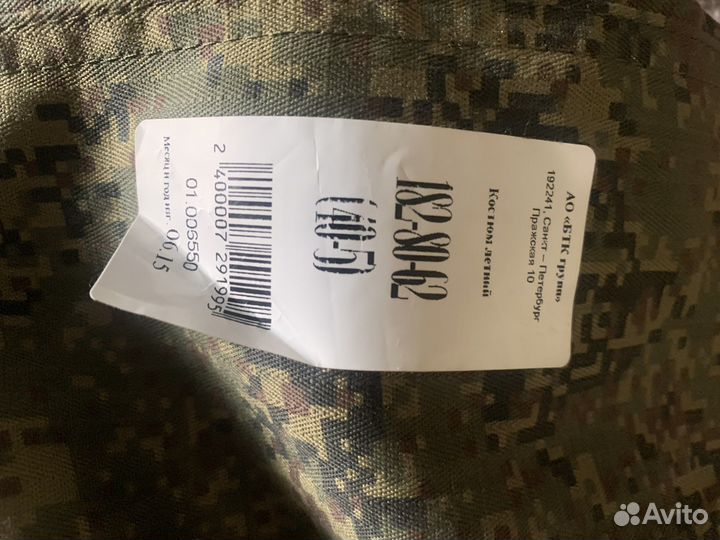 АО «БТК групп»
192241, Санкт – Петербург
Пражская 10
Костюм летний
182-80-62
(40-5)
2 400007 291995
01.005550
Месяц и год изг. 06.15
Avito